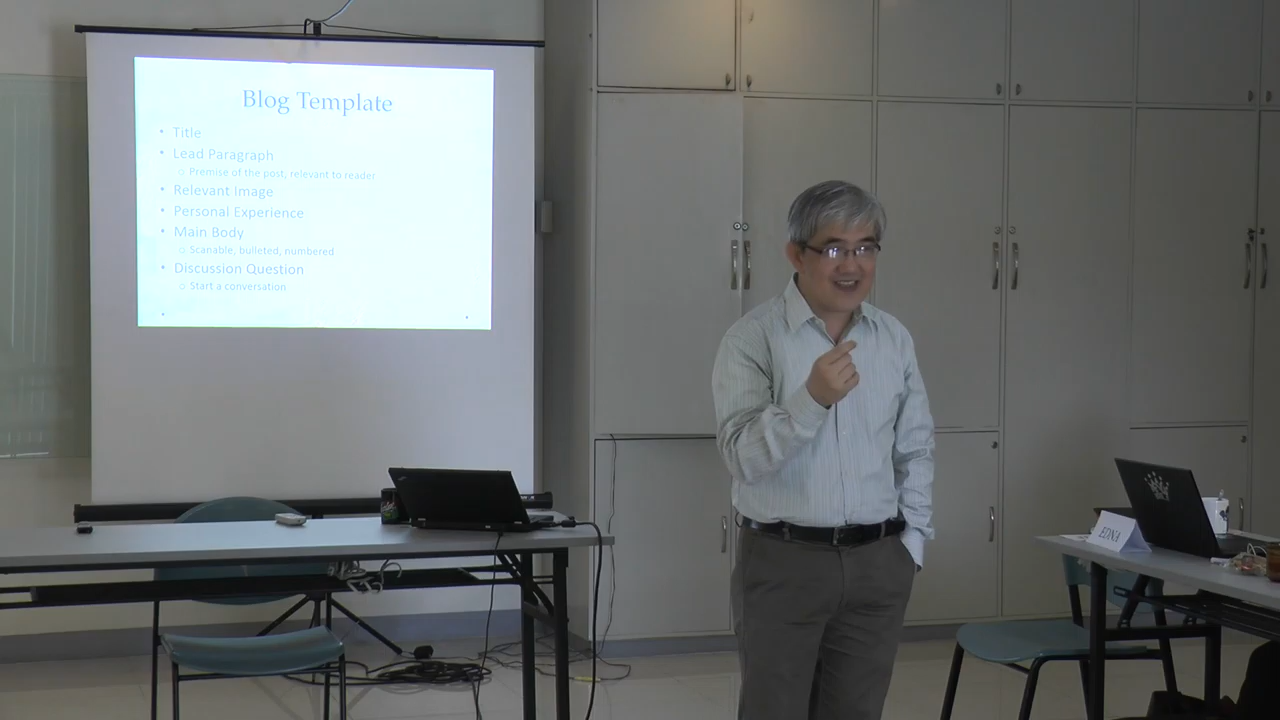 Blog Template
• Title
• Lead Paragraph
○ Premise of the post, relevant to reader
• Relevant Image
• Personal Experience
• Main Body
○ Scanable, bulleted, numbered
• Discussion Question
○ Start a conversation
EDNA